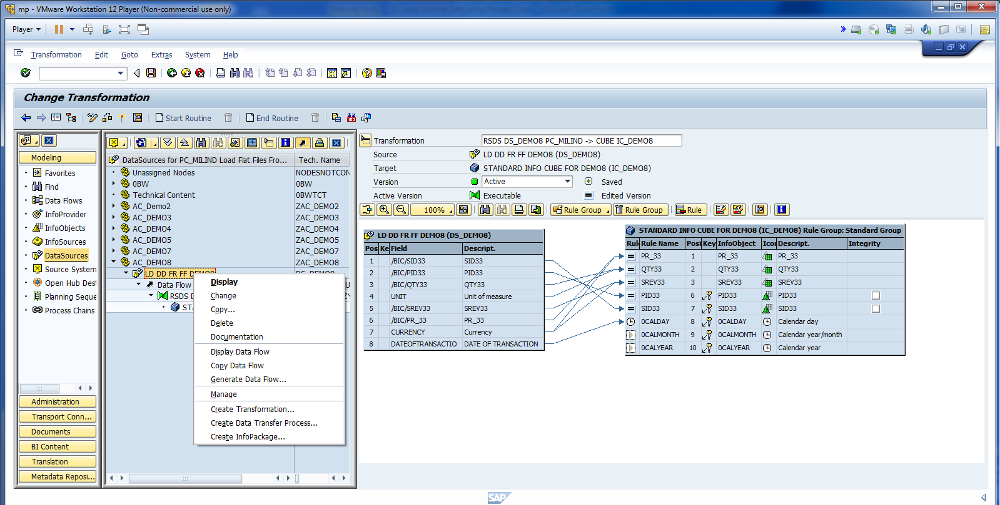 mp - VMware Workstation 12 Player (Non-commercial use only)
Player
Transformation Edit Goto Extras System Help
Change Transformation
Start Routine End Routine
Modeling
Favorites
Find
Data Flows
InfoProvider
InfoObjects
InfoSources
DataSources
Source System
Open Hub Dest
Planning Seque
Process Chains
Administration
Transport Conn...
Documents
BI Content
Translation
Metadata Reposi...
DataSources for PC_MILIND Load Flat Files Fro... Tech. Name
Unassigned Nodes NODESNOTCON
0BW 0BW
Technical Content 0BWTCT
AC_Demo2 ZAC_DEMO2
AC_DEMO3 ZAC_DEMO3
AC_DEMO4 ZAC_DEMO4
AC_DEMO5 ZAC_DEMO5
AC_DEMO7 ZAC_DEMO7
AC_DEMO8 ZAC_DEMO8
LD DD FR FF DEMO8 DS_DEMO8
Data Flow
RSDS D
STA
Display
Change
Copy...
Delete
Documentation
Display Data Flow
Copy Data Flow
Generate Data Flow...
Manage
Create Transformation...
Create Data Transfer Process...
Create InfoPackage...
Transformation RSDS DS_DEMO8 PC_MILIND -> CUBE IC_DEMO8
Source LD DD FR FF DEMO8 (DS_DEMO8)
Target STANDARD INFO CUBE FOR DEMO8 (IC_DEMO8)
Version Active Saved
Active Version Executable Edited Version
100% Rule Group Rule Group Rule
LD DD FR FF DEMO8 (DS_DEMO8)
Pos Ke Field Descript.
1 /BIC/SID33 SID33
2 /BIC/PID33 PID33
3 /BIC/QTY33 QTY33
4 UNIT Unit of measure
5 /BIC/SREV33 SREV33
6 /BIC/PR_33 PR_33
7 CURRENCY Currency
8 DATEOFTRANSACTIO DATE OF TRANSACTION
STANDARD INFO CUBE FOR DEMO8 (IC_DEMO8) Rule Group: Standard Group
Rul Rule Name Posi Key InfoObject Icon Descript. Integrity
PR_33 1 PR_33 PR_33
QTY33 2 QTY33 QTY33
SREV33 3 SREV33 SREV33
PID33 6 PID33 PID33
SID33 7 SID33 SID33
0CALDAY 8 0CALDAY Calendar day
0CALMONTH 9 0CALMONTH Calendar year/month
0CALYEAR 10 0CALYEAR Calendar year
SAP